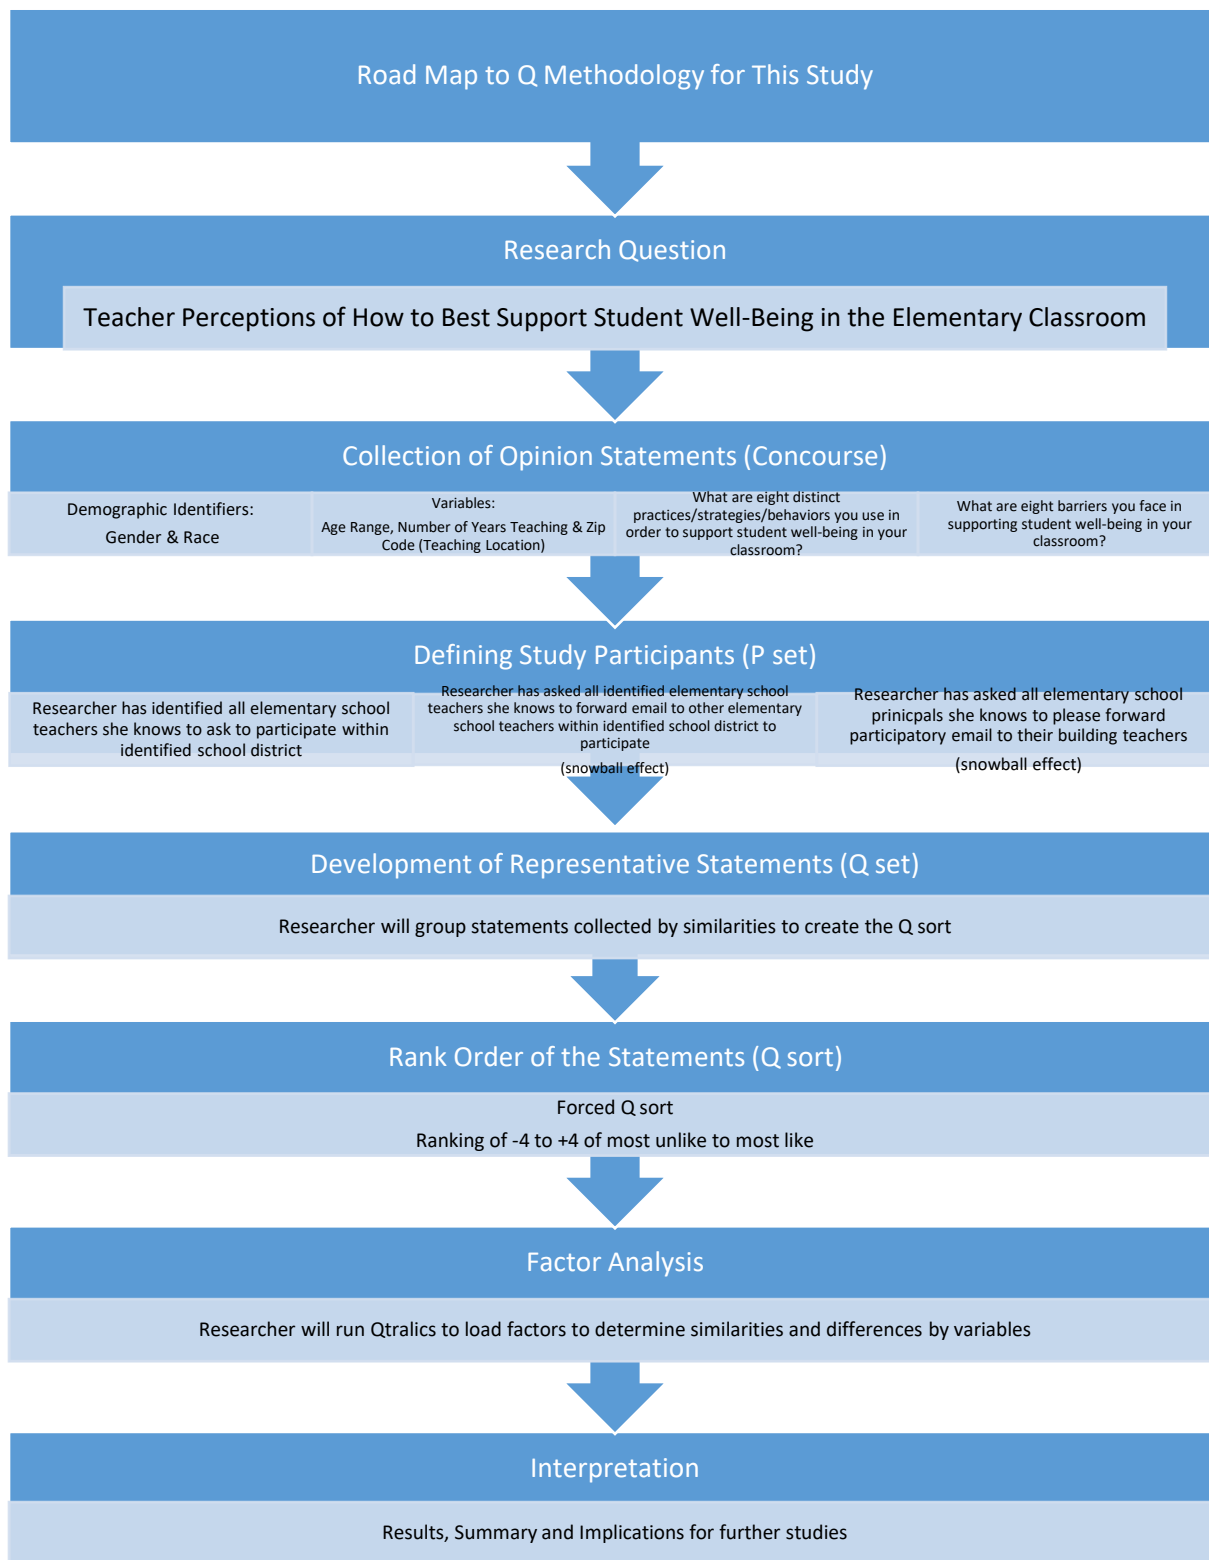 Road Map to Q Methodology for This Study
Research Question
Teacher Perceptions of How to Best Support Student Well-Being in the Elementary Classroom
Collection of Opinion Statements (Concourse)
Demographic Identifiers:
Gender & Race
Variables:
Age Range, Number of Years Teaching & Zip
Code (Teaching Location)
What are eight distinct
practices/strategies/behaviors you use in
order to support student well-being in your
classroom?
What are eight barriers you face in
supporting student well-being in your
classroom?
Defining Study Participants (P set)
Researcher has identified all elementary school
teachers she knows to ask to participate within
identified school district
Researcher has asked all identified elementary school
teachers she knows to forward email to other elementary
school teachers within identified school district to
participate
(snowball effect)
Researcher has asked all elementary school
prinicpals she knows to please forward
participatory email to their building teachers
(snowball effect)
Development of Representative Statements (Q set)
Researcher will group statements collected by similarities to create the Q sort
Rank Order of the Statements (Q sort)
Forced Q sort
Ranking of -4 to +4 of most unlike to most like
Factor Analysis
Researcher will run Qtralics to load factors to determine similarities and differences by variables
Interpretation
Results, Summary and Implications for further studies